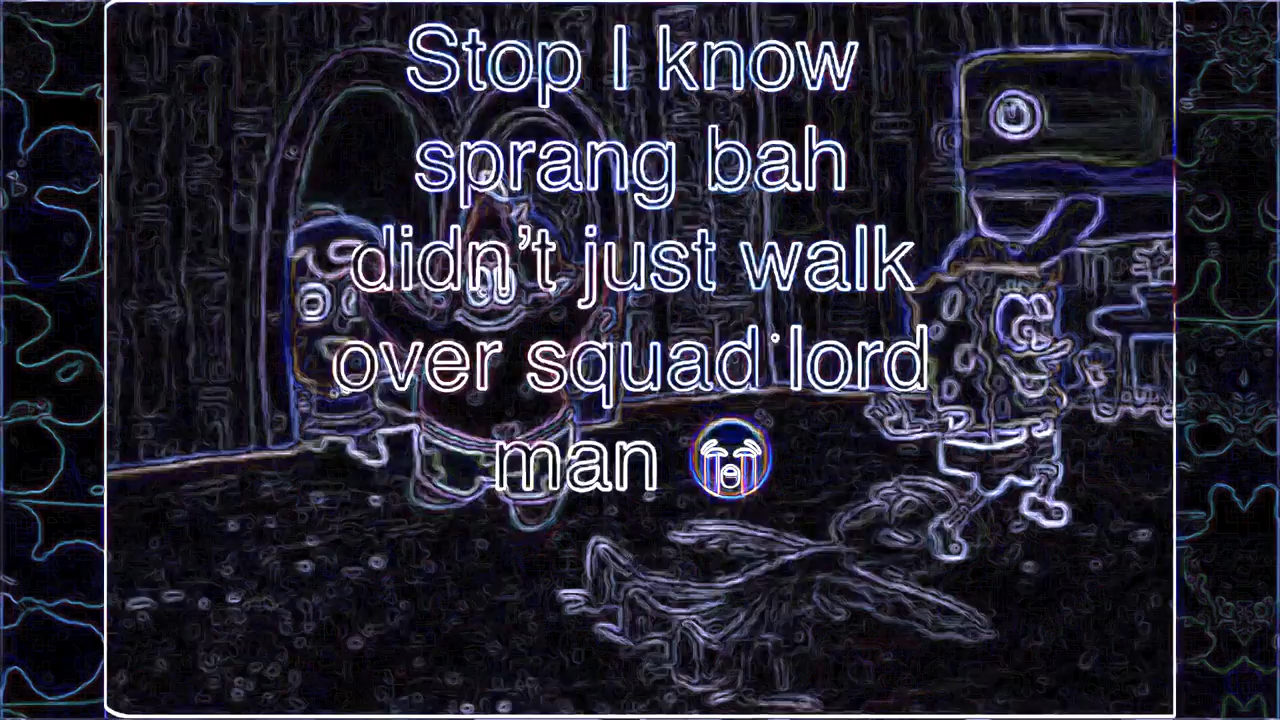 Stop I know
sprang bah
didn’t just walk
over squad lord
man 😭